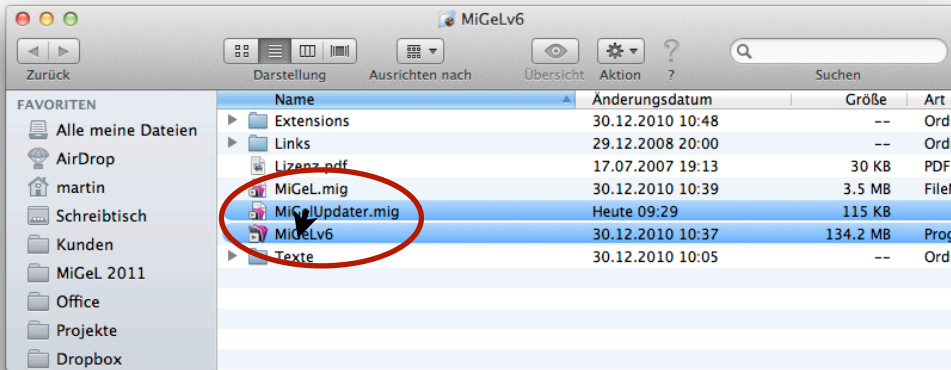 MiGeLv6
Zurück Darstellung Ausrichten nach Übersicht Aktion ? Suchen
FAVORITEN
Alle meine Dateien
AirDrop
martin
Schreibtisch
Kunden
MiGeL 2011
Office
Projekte
Dropbox
Name Änderungsdatum Größe Art
Extensions 30.12.2010 10:48 -- Ord
Links 29.12.2008 20:00 -- Ord
Lizenz.pdf 17.07.2007 19:13 30 KB PDF
MiGeL.mig 30.12.2010 10:39 3.5 MB FileM
MiGelUpdater.mig Heute 09:29 115 KB
MiGeLv6 30.12.2010 10:37 134.2 MB Prog
Texte 30.12.2010 10:05 -- Ord